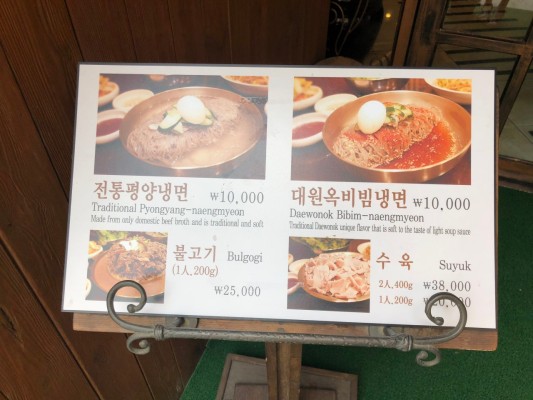 전통평양냉면 ₩10,000
Traditional Pyongyang-naengmyeon
Made from only domestic beef broth and is traditional and soft
대원옥비빔냉면 ₩10,000
Daewonok Bibim-naengmyeon
Traditional Daewonok unique flavor that is soft to the taste of light soup sauce
불고기 Bulgogi
(1人, 200g)
₩25,000
수육 Suyuk
2人, 400g ₩38,000
1人, 200g ₩20,000